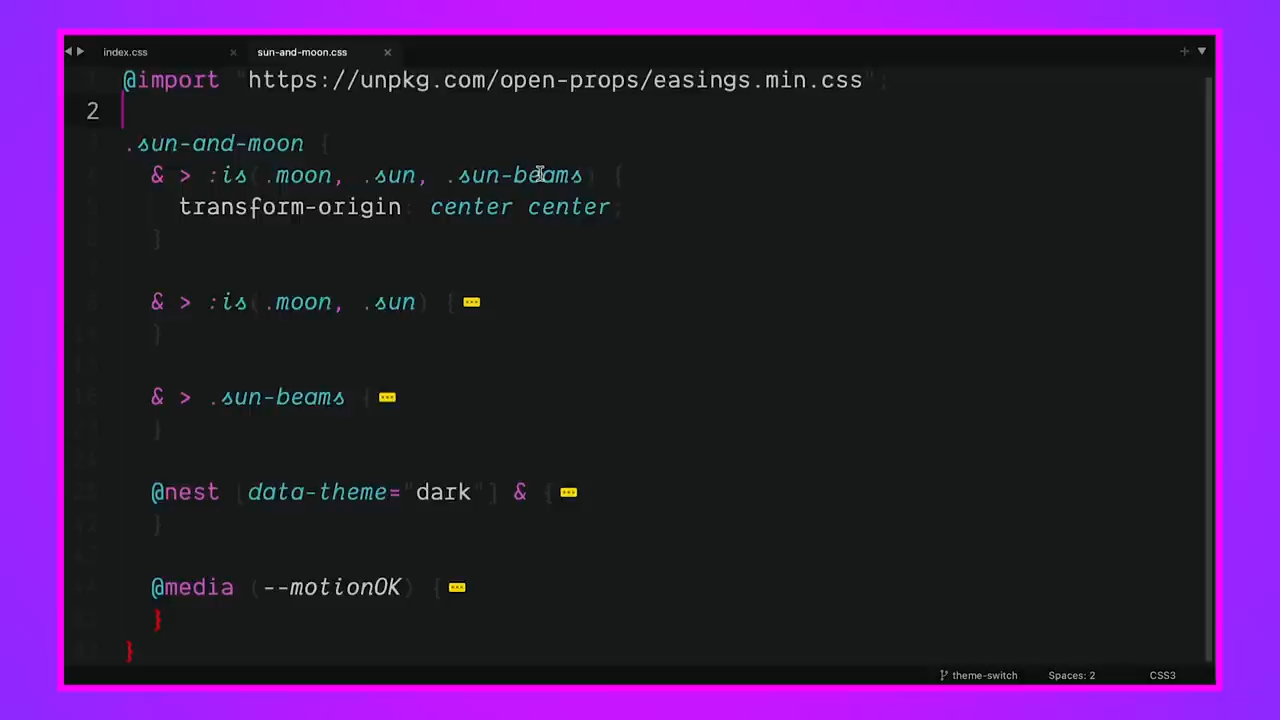 index.css
sun-and-moon.css
@import "https://unpkg.com/open-props/easings.min.css";
2
.sun-and-moon {
& > :is(.moon, .sun, .sun-beams) {
transform-origin: center center;
}
& > :is(.moon, .sun) {
}
& > .sun-beams {
}
@nest [data-theme="dark"] & {
}
@media (--motionOK) {
}
}
theme-switch
Spaces: 2
CSS3